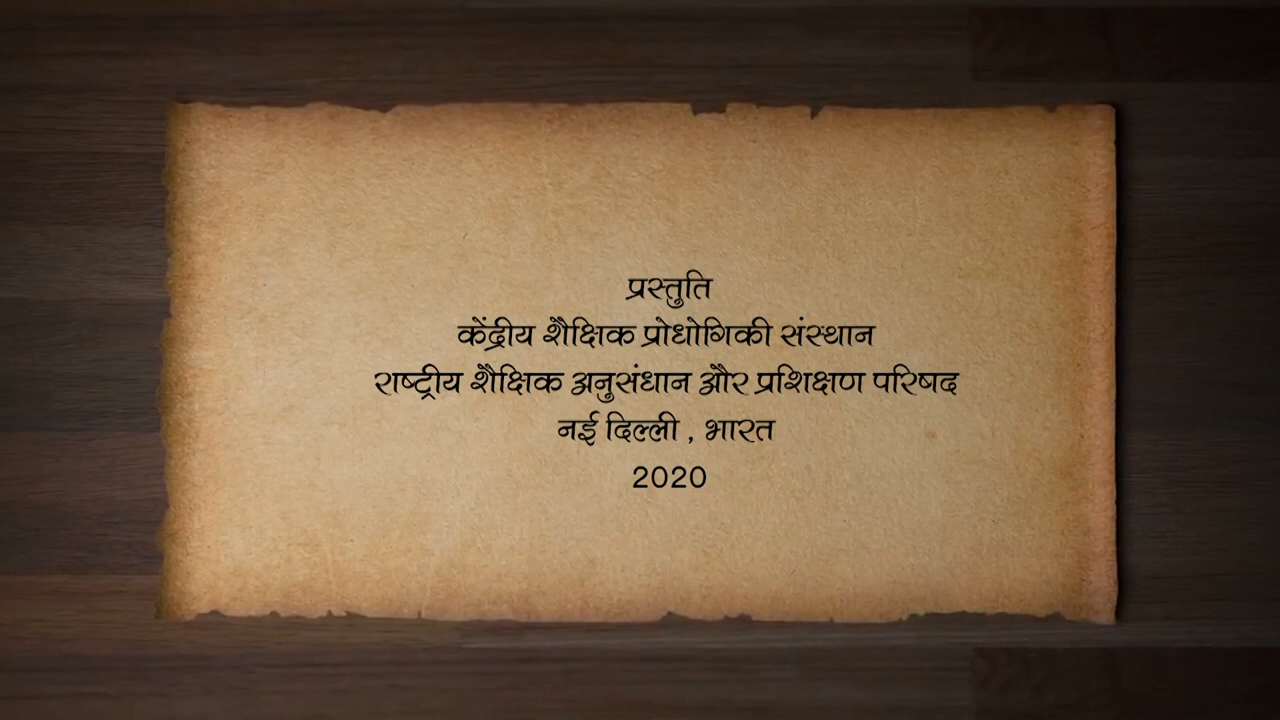 प्रस्तुति
केंद्रीय शैक्षिक प्रोधोगिकी संस्थान
राष्ट्रीय शैक्षिक अनुसंधान और प्रशिक्षण परिषद
नई दिल्ली , भारत
2020